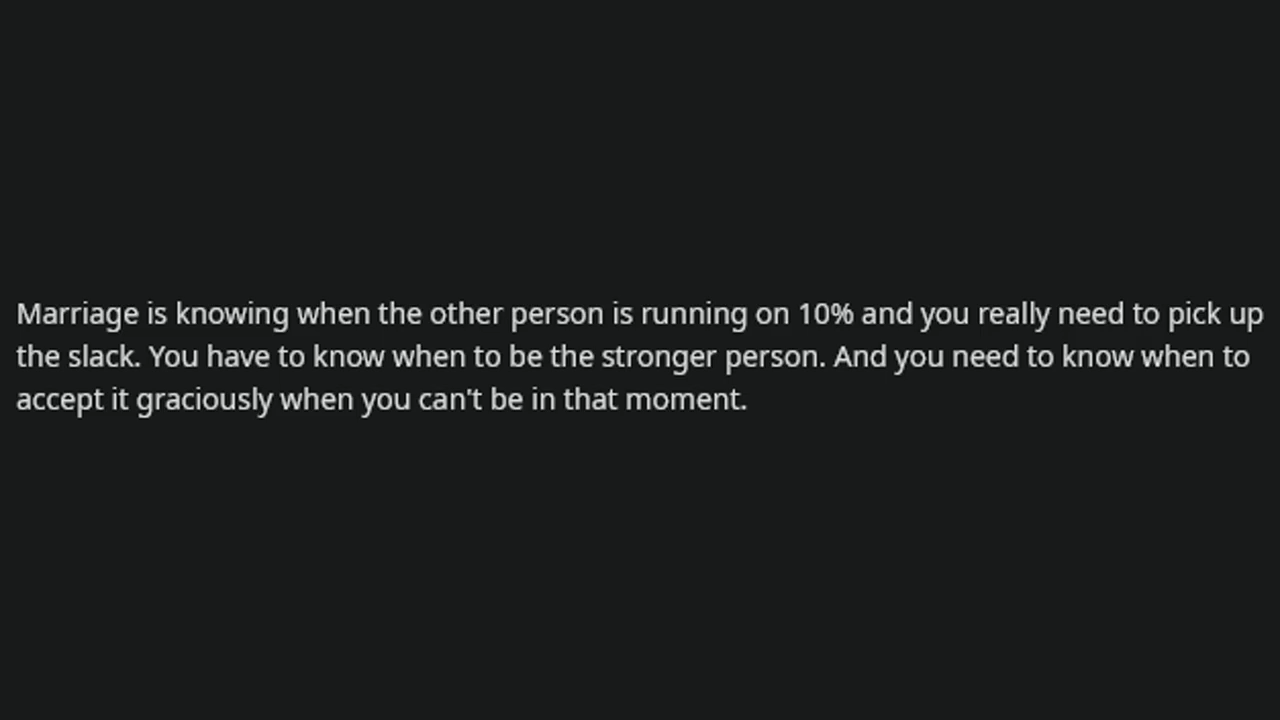 Marriage is knowing when the other person is running on 10% and you really need to pick up
the slack. You have to know when to be the stronger person. And you need to know when to
accept it graciously when you can't be in that moment.